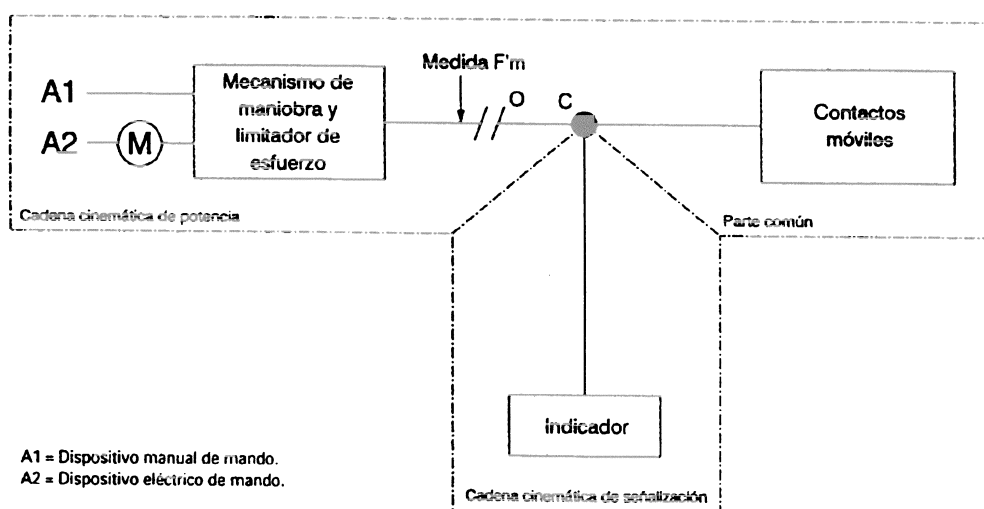 Medida F'm
A1
A2
M
Mecanismo de
maniobra y
limitador de
esfuerzo
O
C
Contactos
móviles
Cadena cinemática de potencia
Parte común
Indicador
A1 = Dispositivo manual de mando.
A2 = Dispositivo eléctrico de mando.
Cadena cinemática de señalización